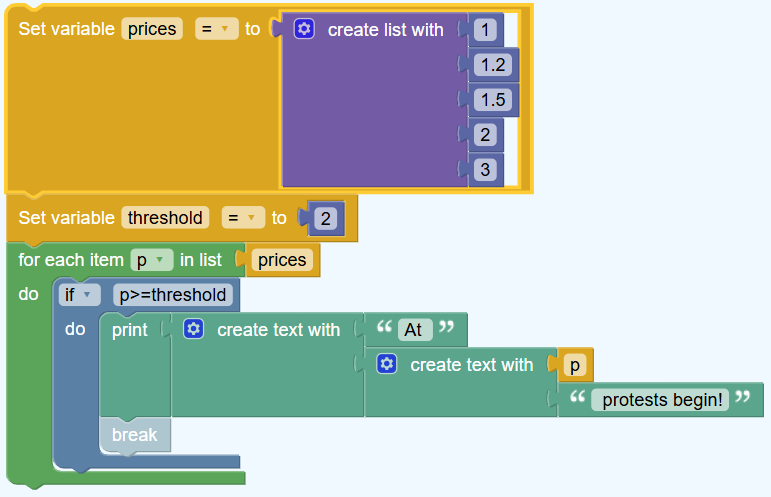 Set variable prices = to create list with 1
1.2
1.5
2
3
Set variable threshold = to 2
for each item p in list prices
do if p>=threshold
do print create text with “ At ”
create text with p
“ protests begin! ”
break